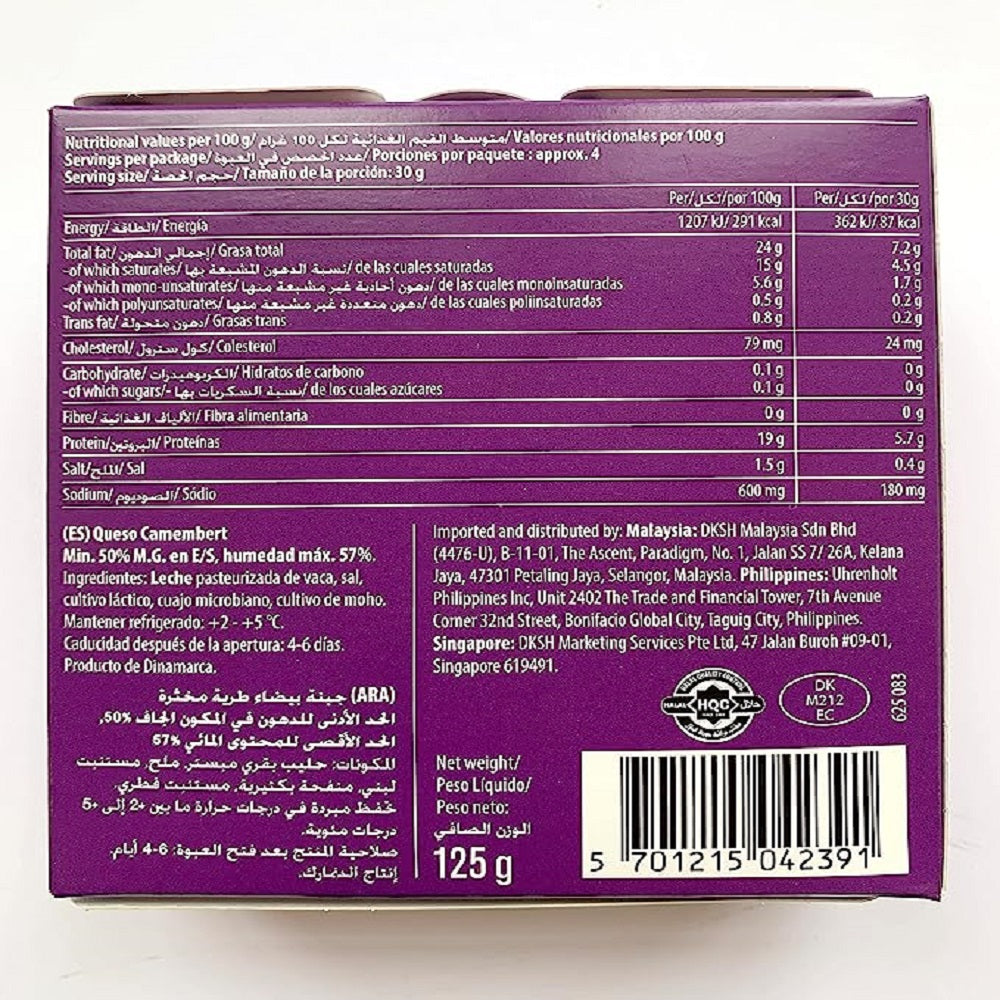 Nutritional values per 100 g/ متوسط القيم الغذائية لكل 100 غرام/ Valores nutricionales por 100 g
Servings per package/ عدد الحصص في العبوة/ Porciones por paquete : approx. 4
Serving size/ حجم الحصة/ Tamaño de la porción: 30 g
Per/لكل/por 100g Per/لكل/por 30g
Energy/ الطاقة/ Energía 1207 kJ/ 291 kcal 362 kJ/ 87 kcal
Total fat/ إجمالي الدهون/ Grasa total 24 g 7.2 g
-of which saturates/ نسبة الدهون المشبعة بها/ de las cuales saturadas 15 g 4.5 g
-of which mono-unsaturates/ دهون أحادية غير مشبعة منها/ de las cuales monoinsaturadas 5.6 g 1.7 g
-of which polyunsaturates/ دهون متعددة غير مشبعة منها/ de las cuales poliinsaturadas 0.5 g 0.2 g
Trans fat/ دهون متحولة/ Grasas trans 0.8 g 0.2 g
Cholesterol/ كول سترول/ Colesterol 79 mg 24 mg
Carbohydrate/ الكربوهيدرات/ Hidratos de carbono 0.1 g 0 g
-of which sugars/- نسبة السكريات بها/ de los cuales azúcares 0.1 g 0 g
Fibre/ الألياف الغذائية/ Fibra alimentaria 0 g 0 g
Protein/البروتين/ Proteínas 19 g 5.7 g
Salt/الملح/ Sal 1.5 g 0.4 g
Sodium/ الصوديوم/ Sódio 600 mg 180 mg
(ES) Queso Camembert
Min. 50% M.G. en E/S, humedad máx. 57%.
Ingredientes: Leche pasteurizada de vaca, sal,
cultivo láctico, cuajo microbiano, cultivo de moho.
Mantener refrigerado: +2 - +5 °C.
Caducidad después de la apertura: 4-6 días.
Producto de Dinamarca.
(ARA) جبنة بيضاء طرية مخثرة
الحد الأدنى للدهون في المكون الجاف 50%,
الحد الأقصى للمحتوى المائي 67%
المكونات: حليب بقري مبستر, ملح, مستنبت
لبني, منفحة بكتيرية, مستنبت فطري.
تحفظ مبردة في درجات حرارة ما بين +2 إلى +5
درجات مئوية.
صلاحية المنتج بعد فتح العبوة: 4-6 أيام.
إنتاج الدنمارك.
Imported and distributed by: Malaysia: DKSH Malaysia Sdn Bhd
(4476-U), B-11-01, The Ascent, Paradigm, No. 1, Jalan SS 7/ 26A, Kelana
Jaya, 47301 Petaling Jaya, Selangor, Malaysia. Philippines: Uhrenholt
Philippines Inc, Unit 2402 The Trade and Financial Tower, 7th Avenue
Corner 32nd Street, Bonifacio Global City, Taguig City, Philippines.
Singapore: DKSH Marketing Services Pte Ltd, 47 Jalan Buroh #09-01,
Singapore 619491.
HALAL HQC حلال
DK
M212
EC
625 083
Net weight/
Peso Líquido/
Peso neto:
الوزن الصافي
125 g
5 701215 042391